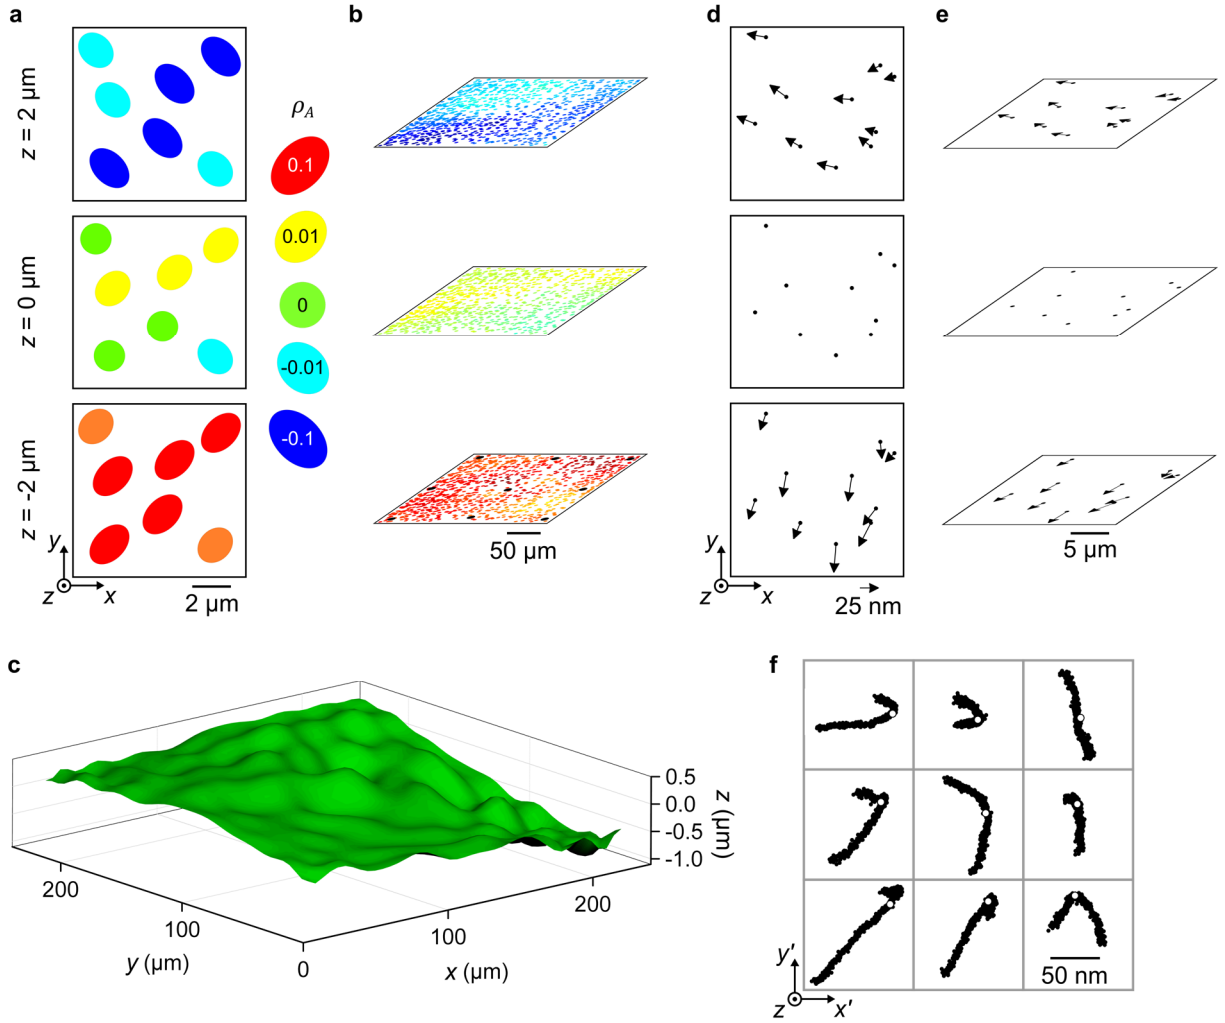 a
b
d
e
z = 2 µm
z = 0 µm
z = -2 µm
ρA
0.1
0.01
0
-0.01
-0.1
y
z
x
2 µm
50 µm
y
z
x
25 nm
5 µm
c
f
0.5
0.0
-0.5
-1.0
z (µm)
200
100
0
100
200
y (µm)
x (µm)
y'
z
x'
50 nm